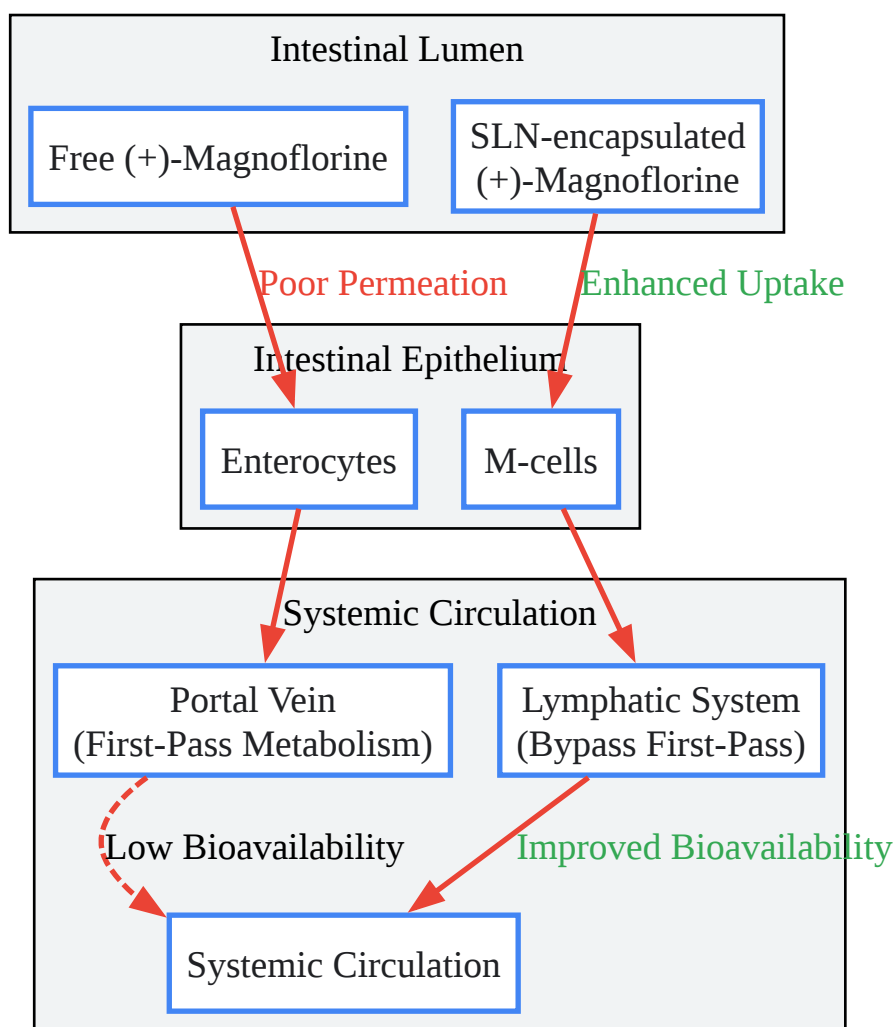 Intestinal Lumen
Free (+)-Magnoflorine
SLN-encapsulated
(+)-Magnoflorine
Poor Permeation
Enhanced Uptake
Intestinal Epithelium
Enterocytes
M-cells
Systemic Circulation
Portal Vein
(First-Pass Metabolism)
Lymphatic System
(Bypass First-Pass)
Low Bioavailability
Improved Bioavailability
Systemic Circulation